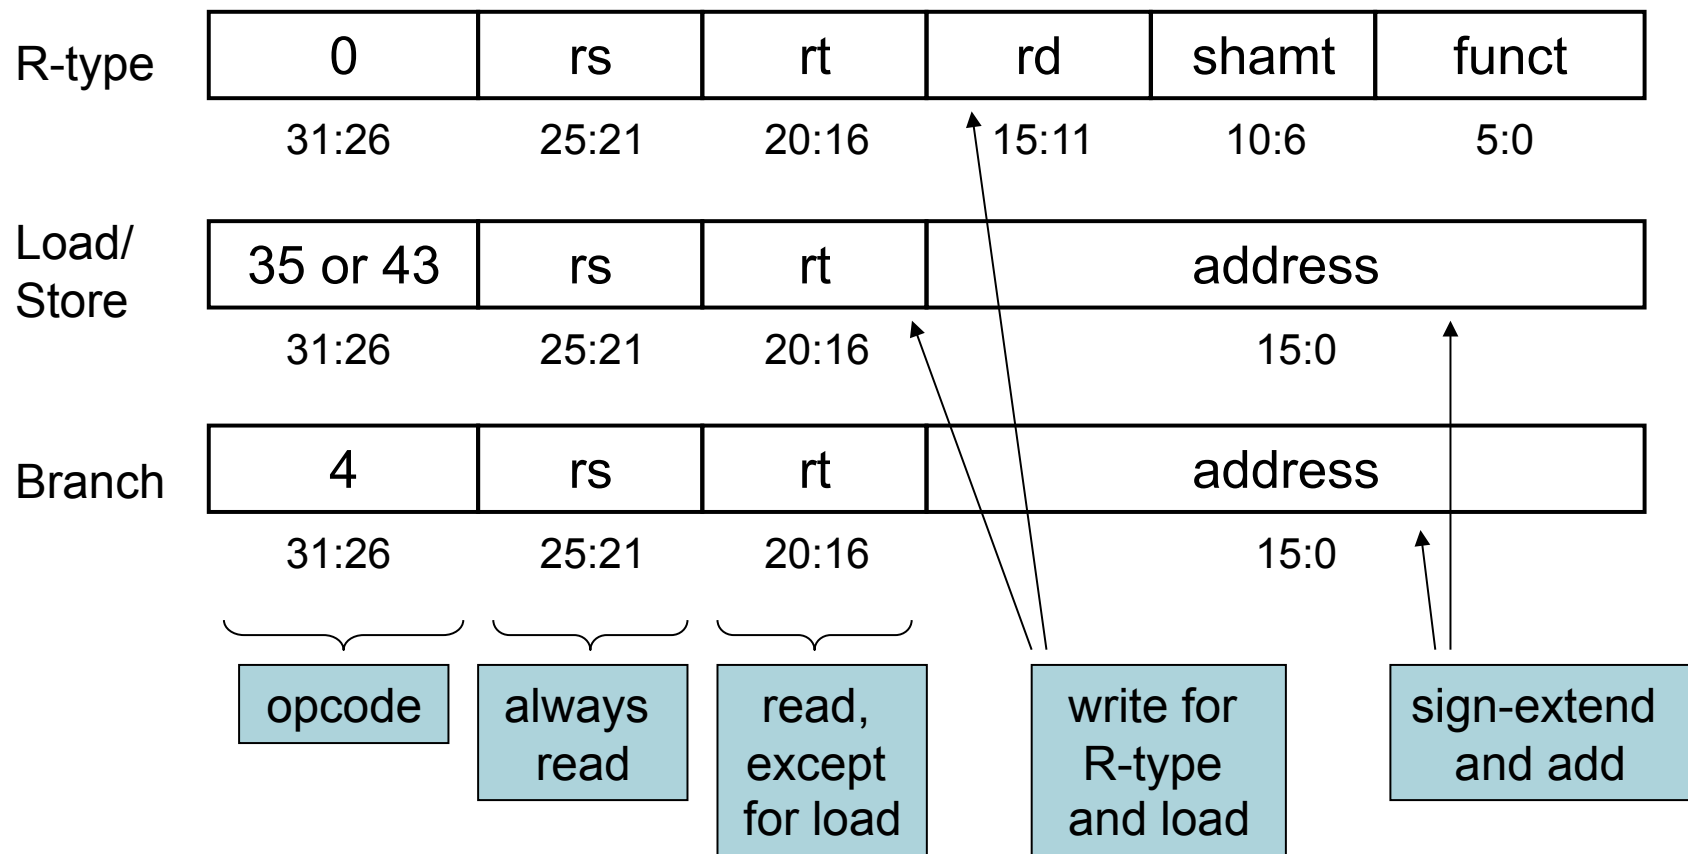 R-type 0 rs rt rd shamt funct
31:26 25:21 20:16 15:11 10:6 5:0
Load/
Store
35 or 43 rs rt address
31:26 25:21 20:16 15:0
Branch 4 rs rt address
31:26 25:21 20:16 15:0
opcode
always
read
read,
except
for load
write for
R-type
and load
sign-extend
and add